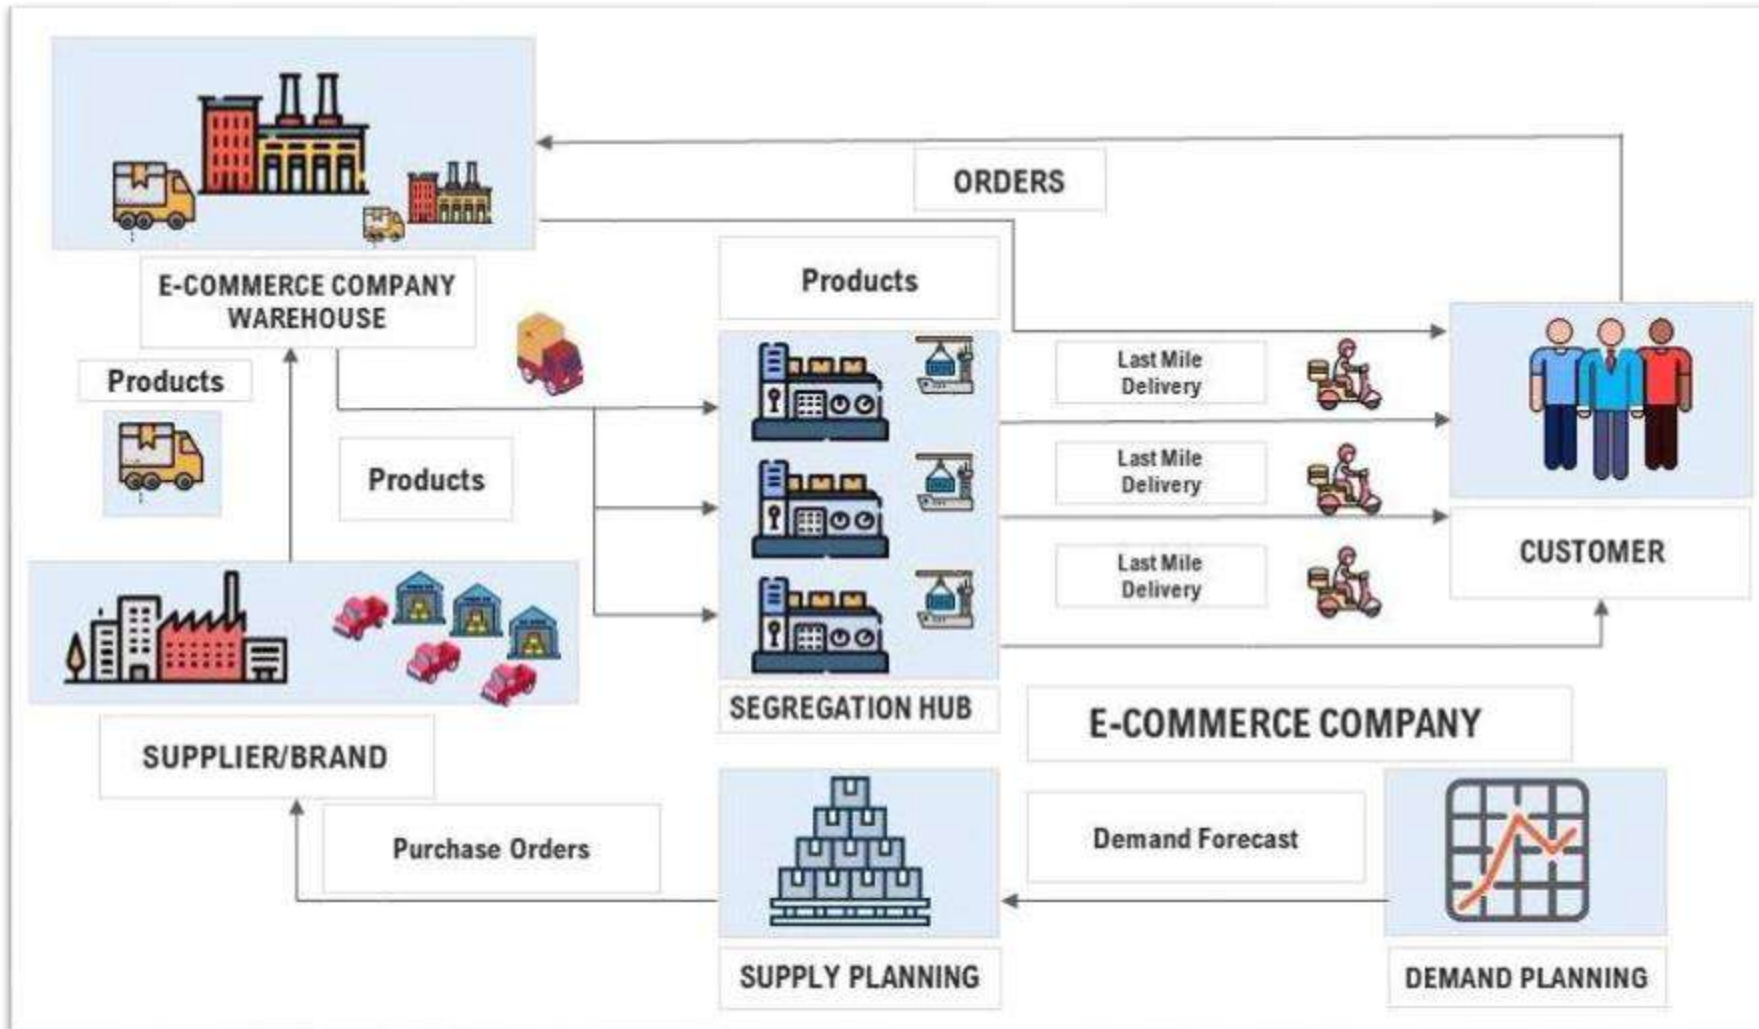 ORDERS
E-COMMERCE COMPANY
WAREHOUSE
Products
Products
Products
Last Mile
Delivery
Last Mile
Delivery
Last Mile
Delivery
CUSTOMER
SEGREGATION HUB
E-COMMERCE COMPANY
SUPPLIER/BRAND
Purchase Orders
Demand Forecast
SUPPLY PLANNING
DEMAND PLANNING